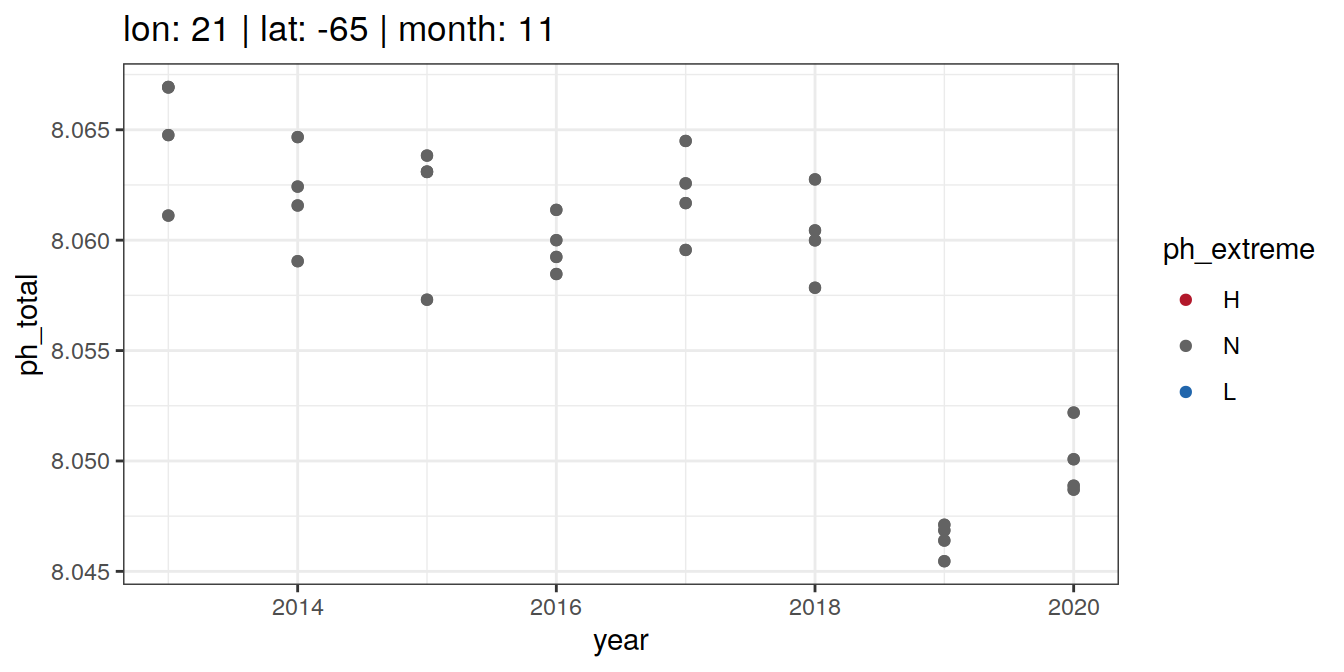 lon: 21 | lat: -65 | month: 11
8.065
8.060
8.055
8.050
8.045
ph_total
2014
2016
2018
2020
year
ph_extreme
H
N
L